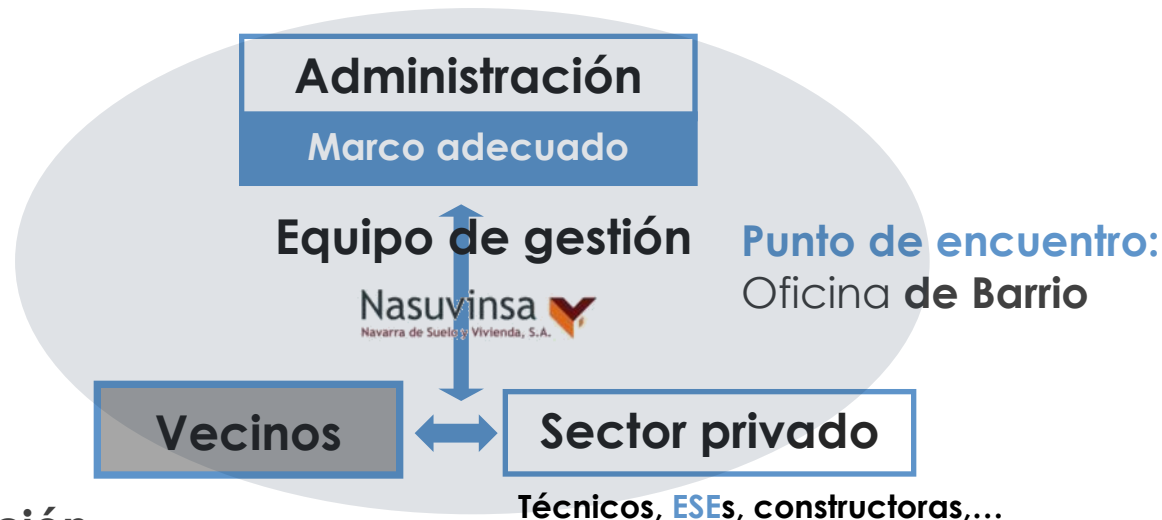 Administración
Marco adecuado
Equipo de gestión
Punto de encuentro:
Oficina de Barrio
Nasuvinsa
Navarra de Suelo y Vivienda, S.A.
Vecinos
Sector privado
Técnicos, ESEs, constructoras,...